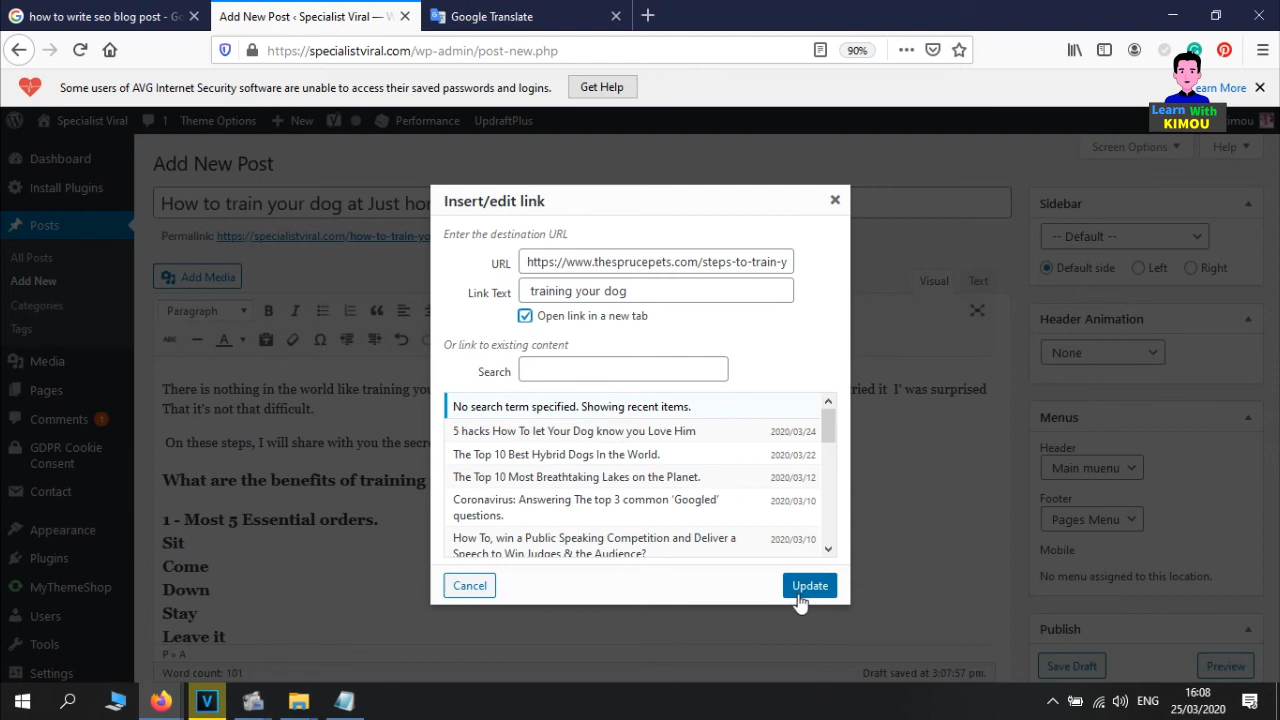 how to write seo blog post - Go
Add New Post ‹ Specialist Viral — W
Google Translate
https://specialistviral.com/wp-admin/post-new.php
90%
Some users of AVG Internet Security software are unable to access their saved passwords and logins.
Get Help
earn More
Learn With
KIMOU
Specialist Viral
1
Theme Options
New
Performance
UpdraftPlus
imou
Dashboard
Install Plugins
Posts
All Posts
Add New
Categories
Tags
Media
Pages
Comments 1
GDPR Cookie
Consent
Contact
Appearance
Plugins
MyThemeShop
Users
Tools
Settings
Add New Post
Screen Options
Help
How to train your dog at Just hor
Permalink: https://specialistviral.com/how-to-train-yo
Add Media
Visual
Text
Paragraph
B
I
ABC
A
There is nothing in the world like training you
ried it I' was surprised
That it's not that difficult.
On these steps, I will share with you the secre
What are the benefits of training
1 - Most 5 Essential orders.
Sit
Come
Down
Stay
Leave it
P » A
Word count: 101
Draft saved at 3:07:57 pm.
Insert/edit link
Enter the destination URL
URL
https://www.thesprucepets.com/steps-to-train-y
Link Text
training your dog
Open link in a new tab
Or link to existing content
Search
No search term specified. Showing recent items.
5 hacks How To let Your Dog know you Love Him
2020/03/24
The Top 10 Best Hybrid Dogs In the World.
2020/03/22
The Top 10 Most Breathtaking Lakes on the Planet.
2020/03/12
Coronavirus: Answering The top 3 common ‘Googled’
questions.
2020/03/10
How To, win a Public Speaking Competition and Deliver a
Speech to Win Judges & the Audience?
2020/03/10
Cancel
Update
Sidebar
-- Default --
Default side
Left
Right
Header Animation
None
Menus
Header
Main muenu
Footer
Pages Menu
Mobile
No menu assigned to this location.
Publish
Save Draft
Preview
V
ENG
16:08
25/03/2020